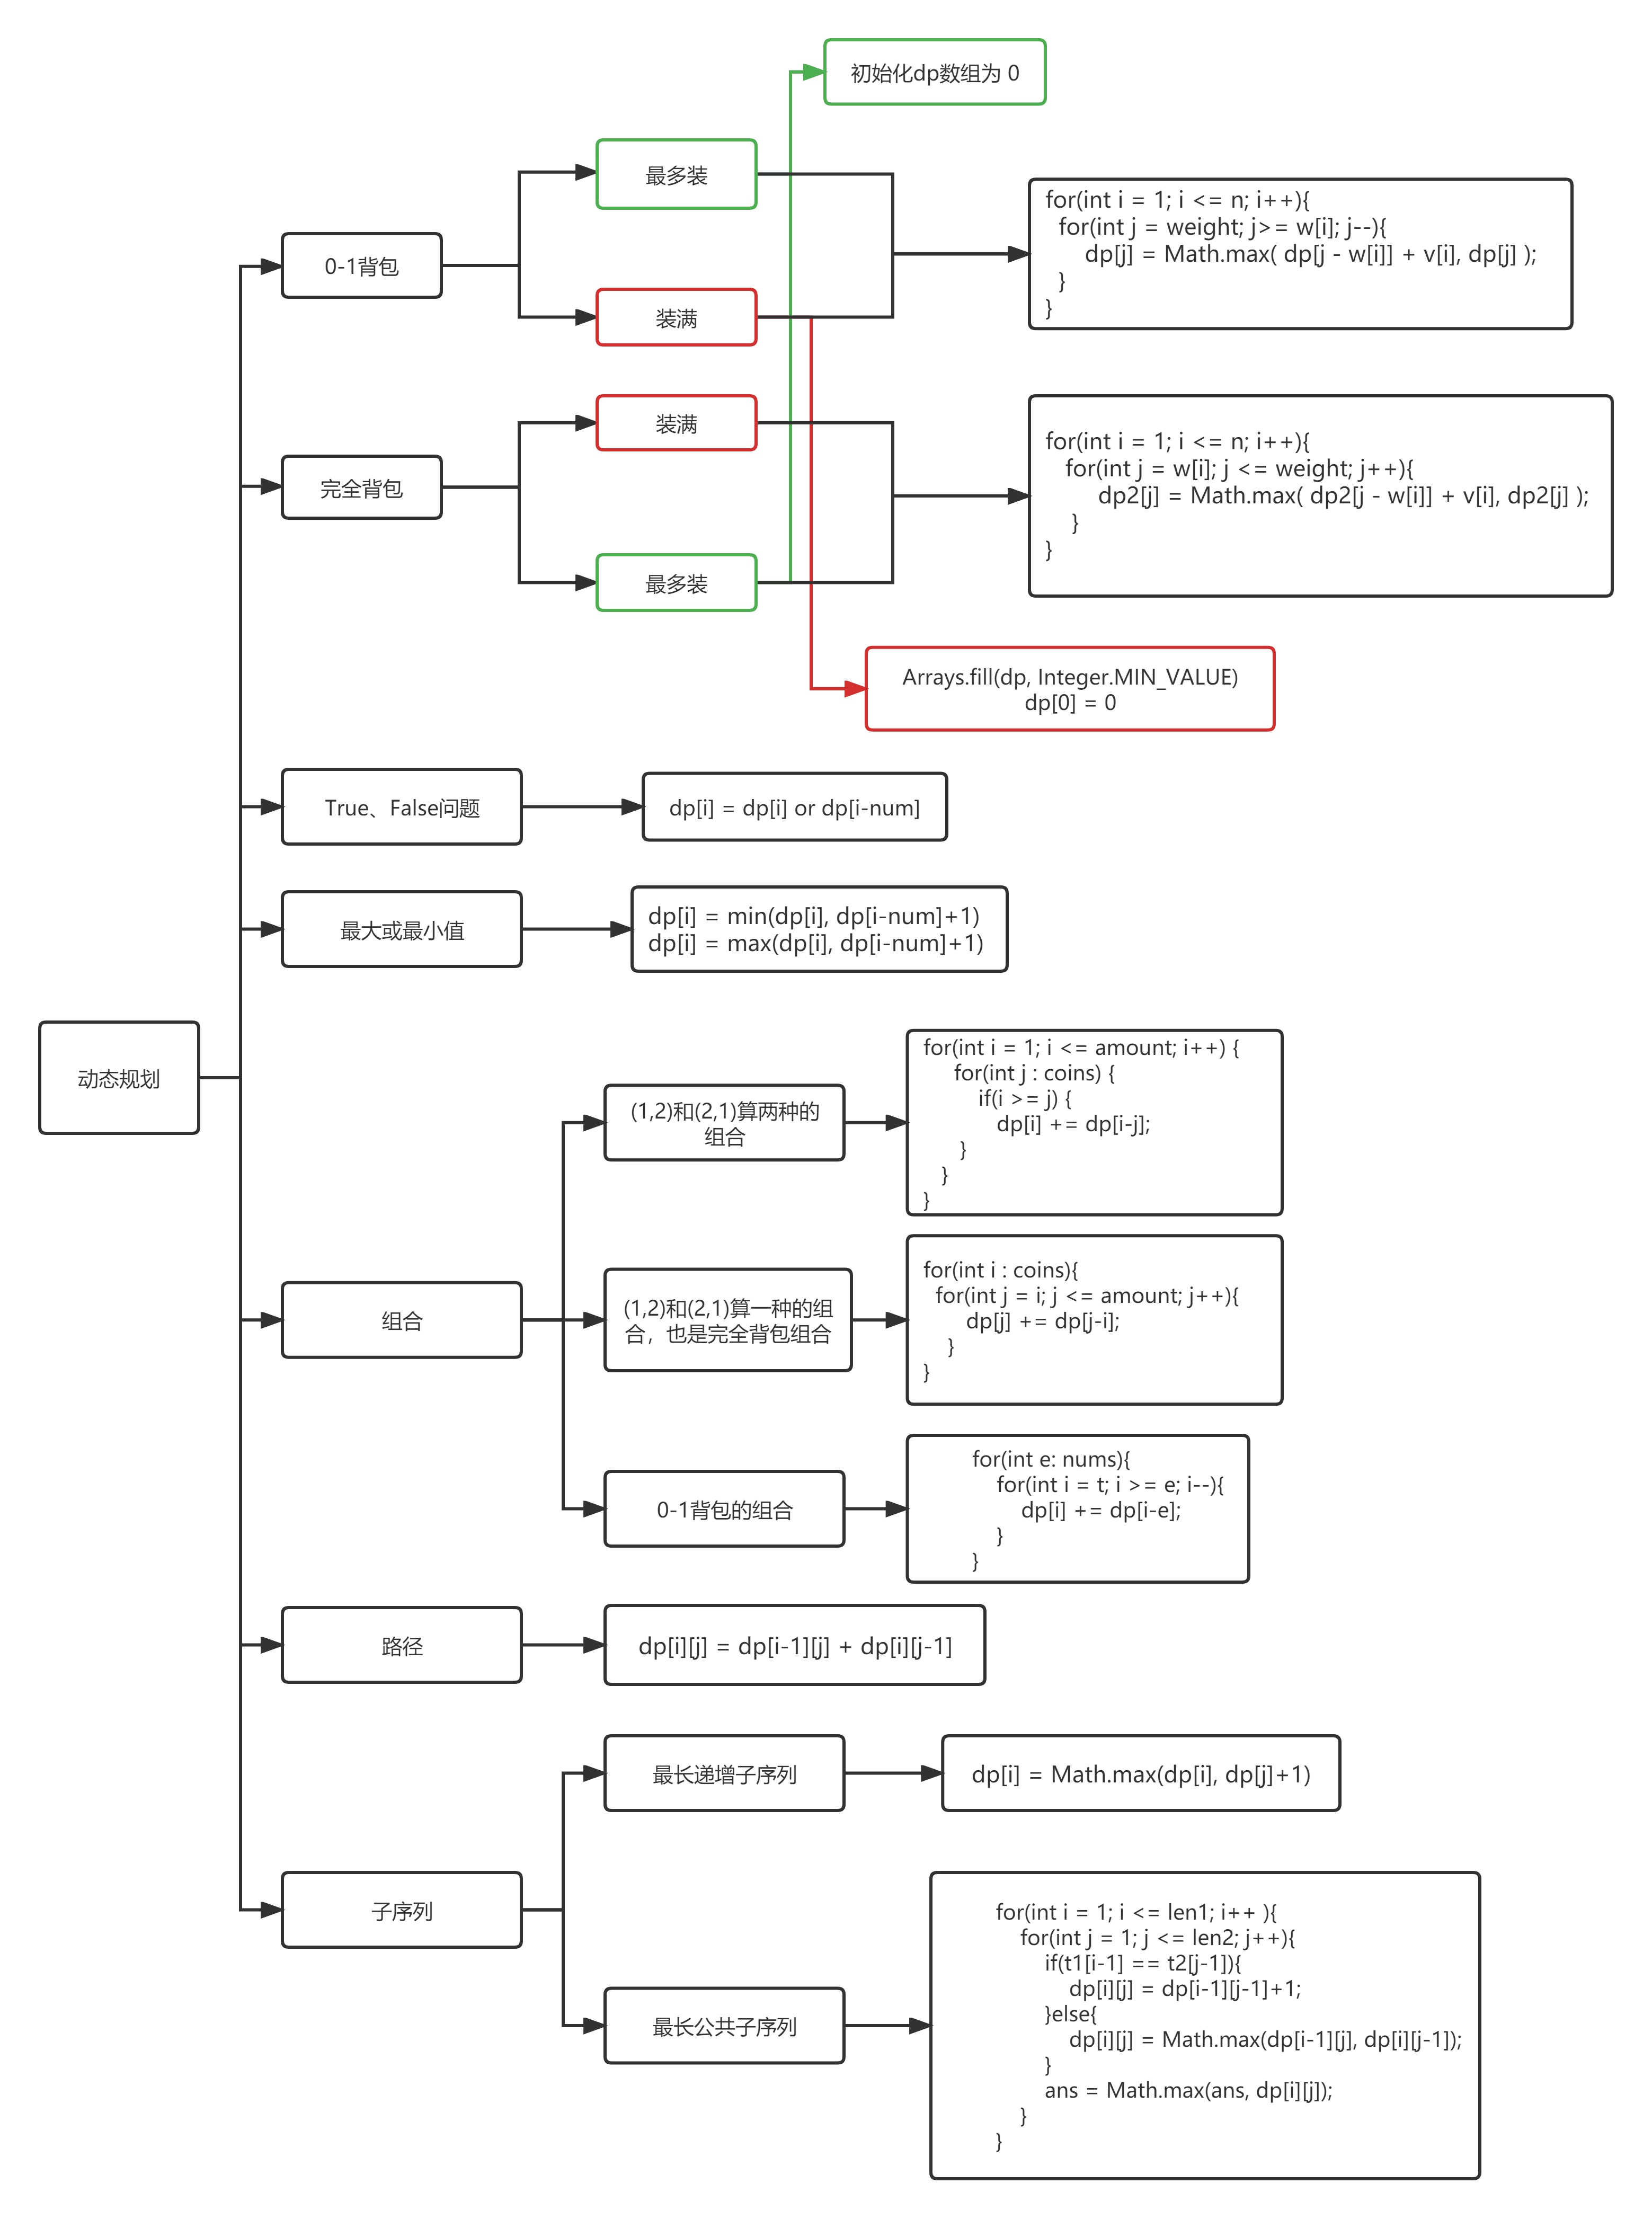 初始化dp数组为 0
最多装
for(int i = 1; i <= n; i++){
for(int j = weight; j>= w[i]; j--){
dp[j] = Math.max( dp[j - w[i]] + v[i], dp[j] );
}
}
0-1背包
装满
装满
for(int i = 1; i <= n; i++){
for(int j = w[i]; j <= weight; j++){
dp2[j] = Math.max( dp2[j - w[i]] + v[i], dp2[j] );
}
}
完全背包
最多装
Arrays.fill(dp, Integer.MIN_VALUE)
dp[0] = 0
True、False问题
dp[i] = dp[i] or dp[i-num]
最大或最小值
dp[i] = min(dp[i], dp[i-num]+1)
dp[i] = max(dp[i], dp[i-num]+1)
动态规划
(1,2)和(2,1)算两种的
组合
for(int i = 1; i <= amount; i++) {
for(int j : coins) {
if(i >= j) {
dp[i] += dp[i-j];
}
}
}
组合
(1,2)和(2,1)算一种的组
合，也是完全背包组合
for(int i : coins){
for(int j = i; j <= amount; j++){
dp[j] += dp[j-i];
}
}
0-1背包的组合
for(int e: nums){
for(int i = t; i >= e; i--){
dp[i] += dp[i-e];
}
}
路径
dp[i][j] = dp[i-1][j] + dp[i][j-1]
最长递增子序列
dp[i] = Math.max(dp[i], dp[j]+1)
子序列
最长公共子序列
for(int i = 1; i <= len1; i++ ){
for(int j = 1; j <= len2; j++){
if(t1[i-1] == t2[j-1]){
dp[i][j] = dp[i-1][j-1]+1;
}else{
dp[i][j] = Math.max(dp[i-1][j], dp[i][j-1]);
}
ans = Math.max(ans, dp[i][j]);
}
}